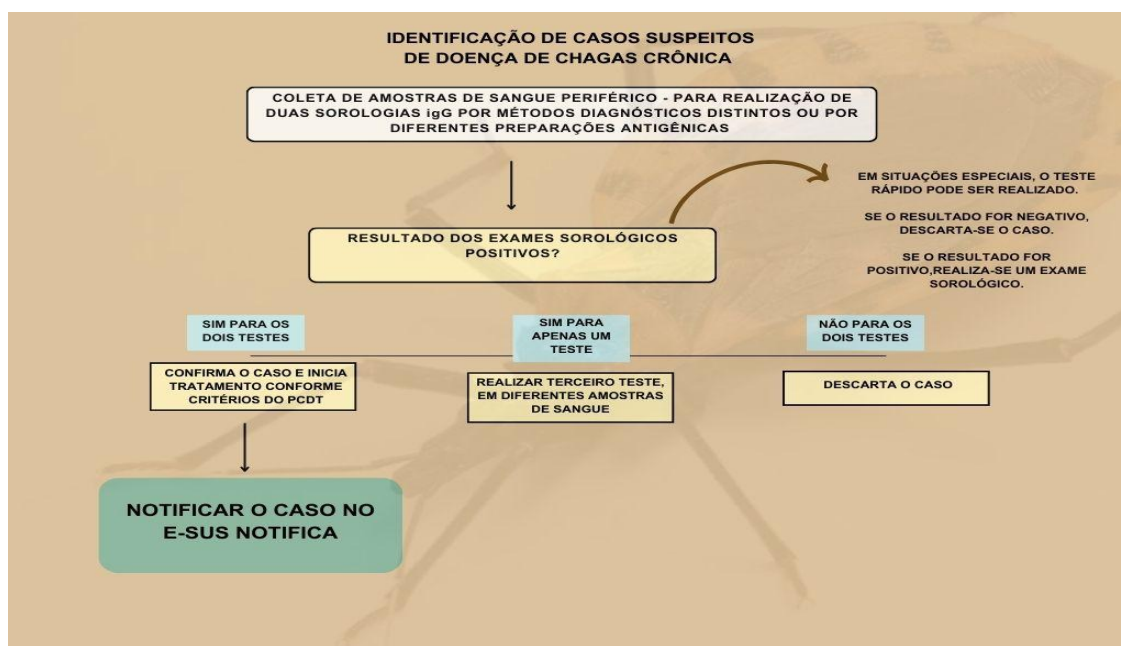 IDENTIFICAÇÃO DE CASOS SUSPEITOS
DE DOENÇA DE CHAGAS CRÔNICA
COLETA DE AMOSTRAS DE SANGUE PERIFÉRICO - PARA REALIZAÇÃO DE
DUAS SOROLOGIAS igG POR MÉTODOS DIAGNÓSTICOS DISTINTOS OU POR
DIFERENTES PREPARAÇÕES ANTIGÊNICAS
EM SITUAÇÕES ESPECIAIS, O TESTE
RÁPIDO PODE SER REALIZADO.
SE O RESULTADO FOR NEGATIVO,
DESCARTA-SE O CASO.
SE O RESULTADO FOR
POSITIVO,REALIZA-SE UM EXAME
SOROLÓGICO.
RESULTADO DOS EXAMES SOROLÓGICOS
POSITIVOS?
SIM PARA OS
DOIS TESTES
SIM PARA
APENAS UM
TESTE
NÃO PARA OS
DOIS TESTES
CONFIRMA O CASO E INICIA
TRATAMENTO CONFORME
CRITÉRIOS DO PCDT
REALIZAR TERCEIRO TESTE,
EM DIFERENTES AMOSTRAS
DE SANGUE
DESCARTA O CASO
NOTIFICAR O CASO NO
E-SUS NOTIFICA